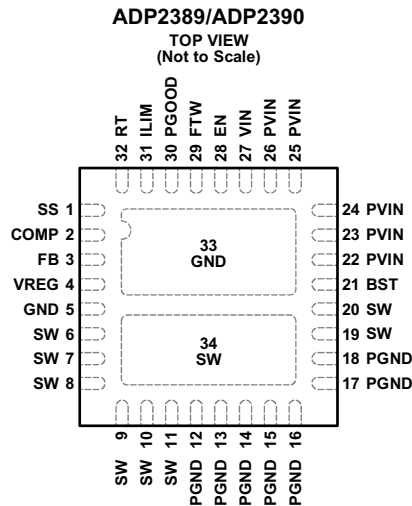 ADP2389/ADP2390
TOP VIEW
(Not to Scale)
32 RT
31 ILIM
30 PGOOD
29 FTW
28 EN
27 VIN
26 PVIN
25 PVIN
SS 1
COMP 2
FB 3
VREG 4
GND 5
SW 6
SW 7
SW 8
33
GND
34
SW
24 PVIN
23 PVIN
22 PVIN
21 BST
20 SW
19 SW
18 PGND
17 PGND
SW 9
SW 10
SW 11
PGND 12
PGND 13
PGND 14
PGND 15
PGND 16